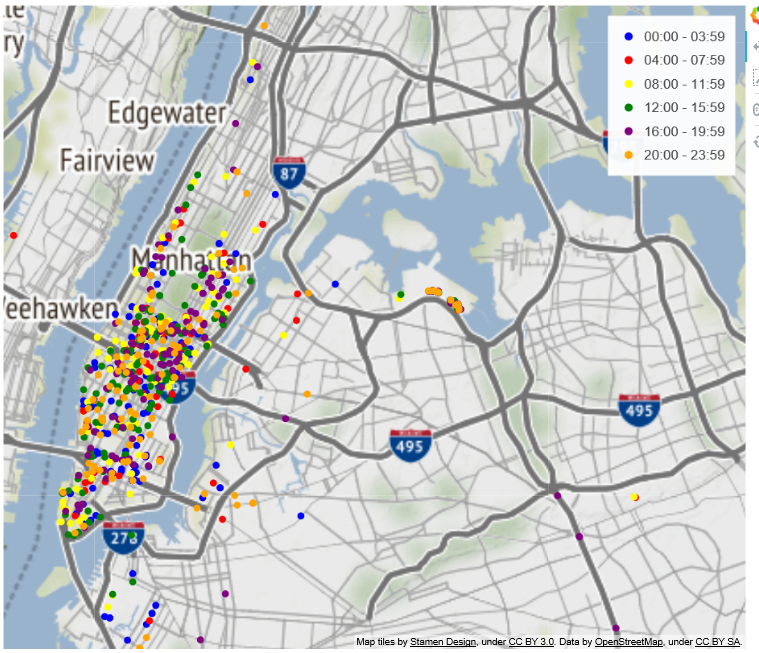 00:00 - 03:59
04:00 - 07:59
08:00 - 11:59
12:00 - 15:59
16:00 - 19:59
20:00 - 23:59
Edgewater
Fairview
87
Manhattan
eehawken
95
495
495
278
Map tiles by Stamen Design, under CC BY 3.0. Data by OpenStreetMap, under CC BY SA.